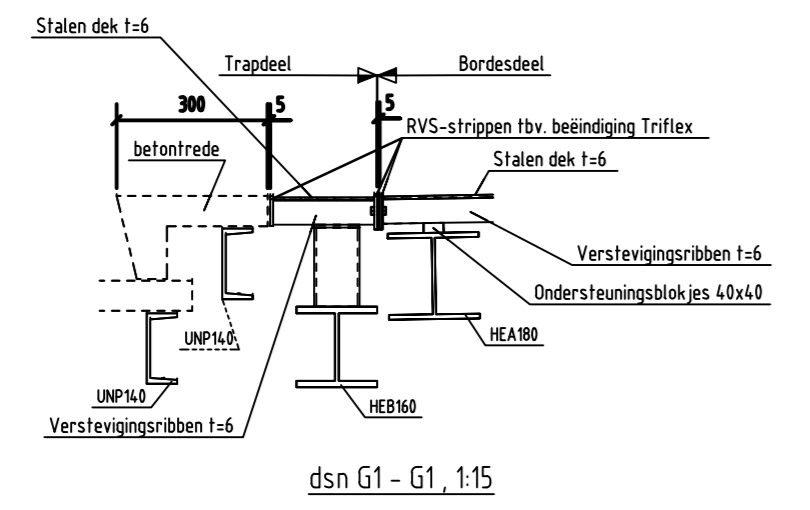 Stalen dek t=6
Trapdeel
Bordesdeel
300
5
5
RVS-strippen tbv. beëindiging Triflex
betontrede
Stalen dek t=6
Verstevigingsribben t=6
Ondersteuningsblokjes 40x40
UNP140
HEA180
UNP140
HEB160
Verstevigingsribben t=6
dsn G1 - G1 , 1:15